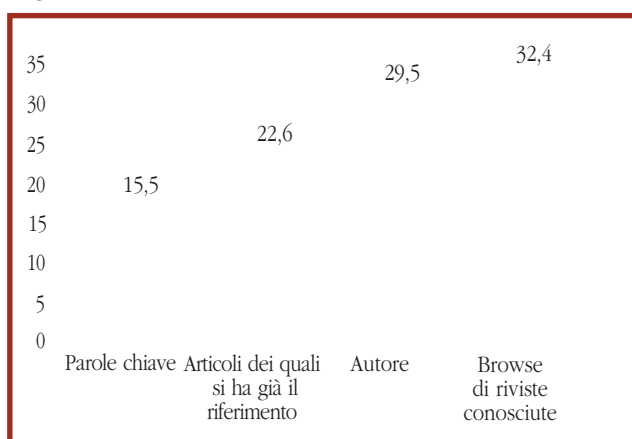 35
32,4
29,5
30
25
22,6
20
15,5
15
10
5
0
Parole chiave
Articoli dei quali
si ha già il
riferimento
Autore
Browse
di riviste
conosciute